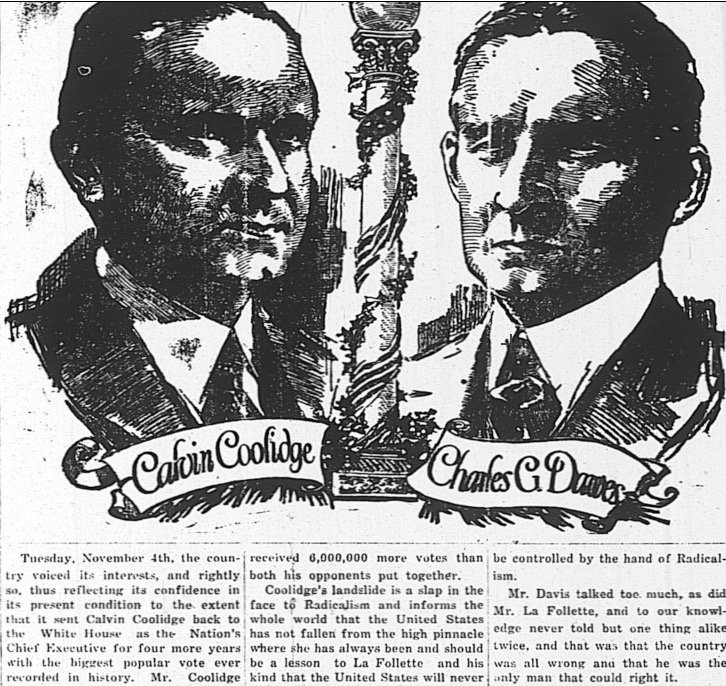 Calvin Coolidge
Charles G. Dawes
Tuesday, November 4th, the coun-
try voiced its interests, and rightly
so, thus reflecting its confidence in
its present condition to the extent
that it sent Calvin Coolidge back to
the White House as the Nation's
Chief Executive for four more years
with the biggest popular vote ever
recorded in history. Mr. Coolidge
received 6,000,000 more votes than
both his opponents put together.
Coolidge's landslide is a slap in the
face to Radicalism and informs the
whole world that the United States
has not fallen from the high pinnacle
where she has always been and should
be a lesson to La Follette and his
kind that the United States will never
be controlled by the hand of Radical-
ism.
Mr. Davis talked too much, as did
Mr. La Follette, and to our knowl-
edge never told but one thing alike
twice, and that was that the country
was all wrong and that he was the
only man that could right it.